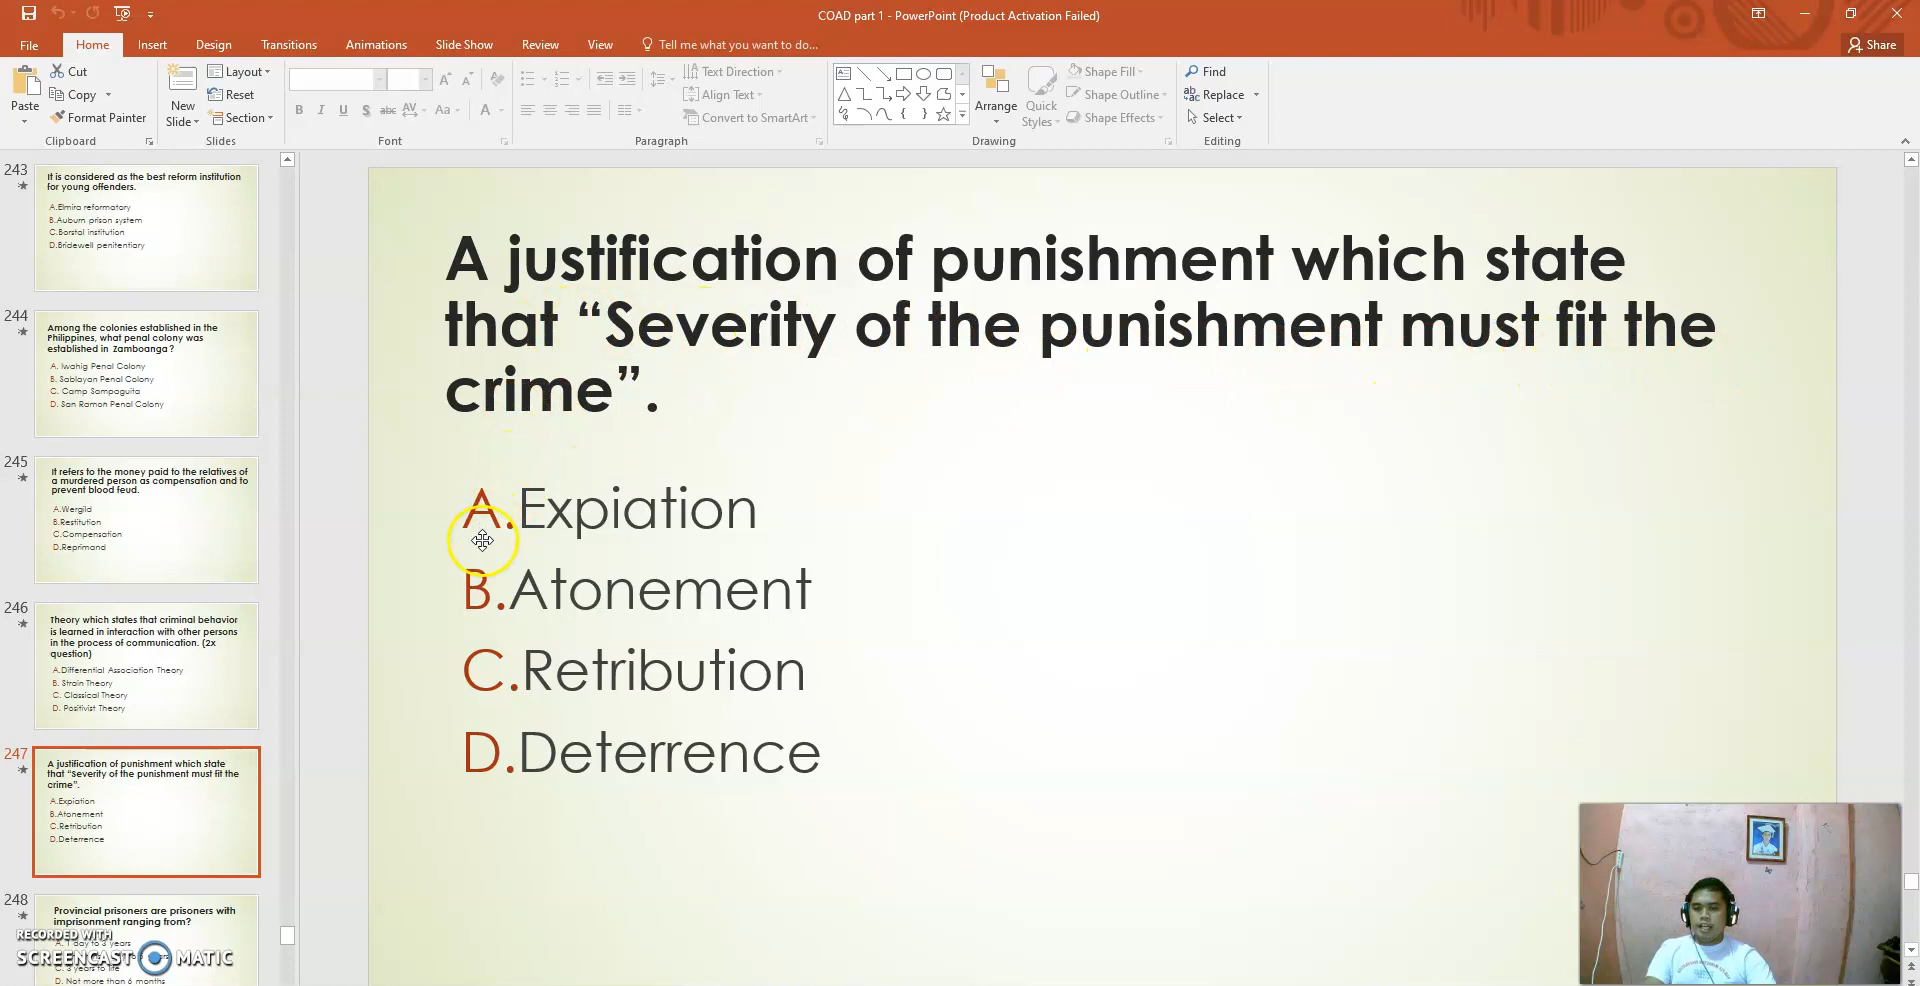 COAD part 1 - PowerPoint (Product Activation Failed)
File Home Insert Design Transitions Animations Slide Show Review View Tell me what you want to do... Share
Paste Cut Copy Format Painter
Clipboard
New Slide Layout Reset Section
Slides
B I U S abc AV Aa A
Font
Text Direction
Align Text
Convert to SmartArt
Paragraph
Arrange Quick Styles
Shape Fill
Shape Outline
Shape Effects
Drawing
Find
Replace
Select
Editing
243
It is considered as the best reform institution
for young offenders.
A.Elmira reformatory
B.Auburn prison system
C.Borstal institution
D.Bridewell penitentiary
244
Among the colonies established in the
Philippines, what penal colony was
established in Zamboanga?
A. Iwahig Penal Colony
B. Sablayan Penal Colony
C. Camp Sampaguita
D. San Ramon Penal Colony
245
It refers to the money paid to the relatives of
a murdered person as compensation and to
prevent blood feud.
A.Wergild
B.Restitution
C.Compensation
D.Reprimand
246
Theory which states that criminal behavior
is learned in interaction with other persons
in the process of communication. (2x
question)
A.Differential Association Theory
B. Strain Theory
C. Classical Theory
D. Positivist Theory
247
A justification of punishment which state
that “Severity of the punishment must fit the
crime”.
A.Expiation
B.Atonement
C.Retribution
D.Deterrence
248
Provincial prisoners are prisoners with
imprisonment ranging from?
A. 1 day to 3 years
C. 3 years to life
D. Not more than 6 months
RECORDED WITH
SCREENCAST MATIC
A justification of punishment which state
that “Severity of the punishment must fit the
crime”.
A.Expiation
B.Atonement
C.Retribution
D.Deterrence